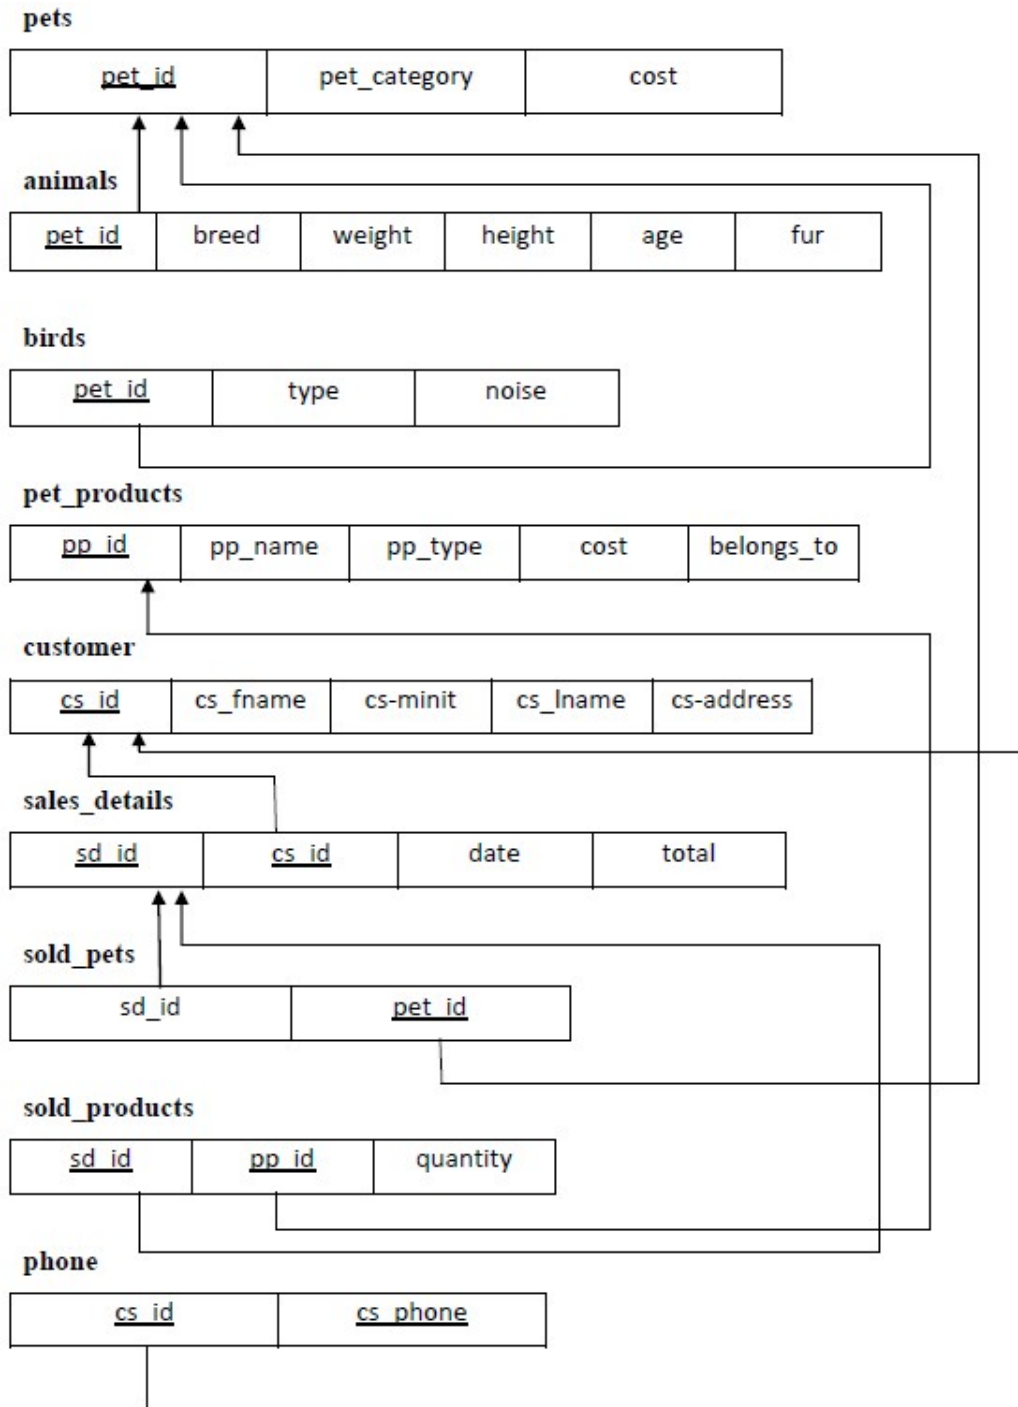 pets
pet_id pet_category cost
animals
pet_id breed weight height age fur
birds
pet_id type noise
pet_products
pp_id pp_name pp_type cost belongs_to
customer
cs_id cs_fname cs-minit cs_lname cs-address
sales_details
sd_id cs_id date total
sold_pets
sd_id pet_id
sold_products
sd_id pp_id quantity
phone
cs_id cs_phone